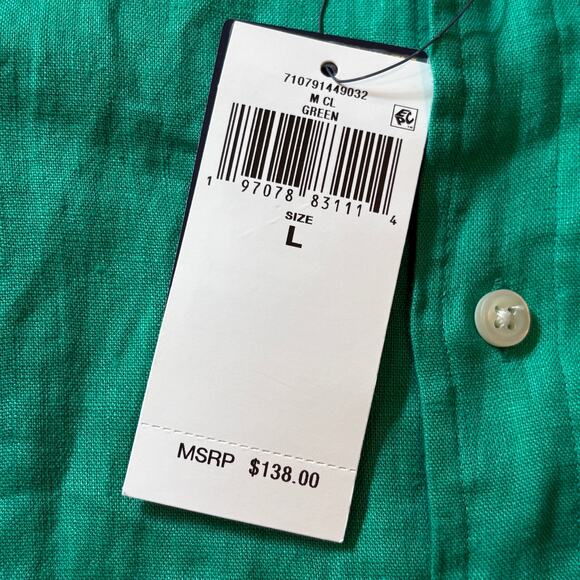 710791449032
M CL
GREEN
1 97078 83111 4
SIZE
L
MSRP $138.00